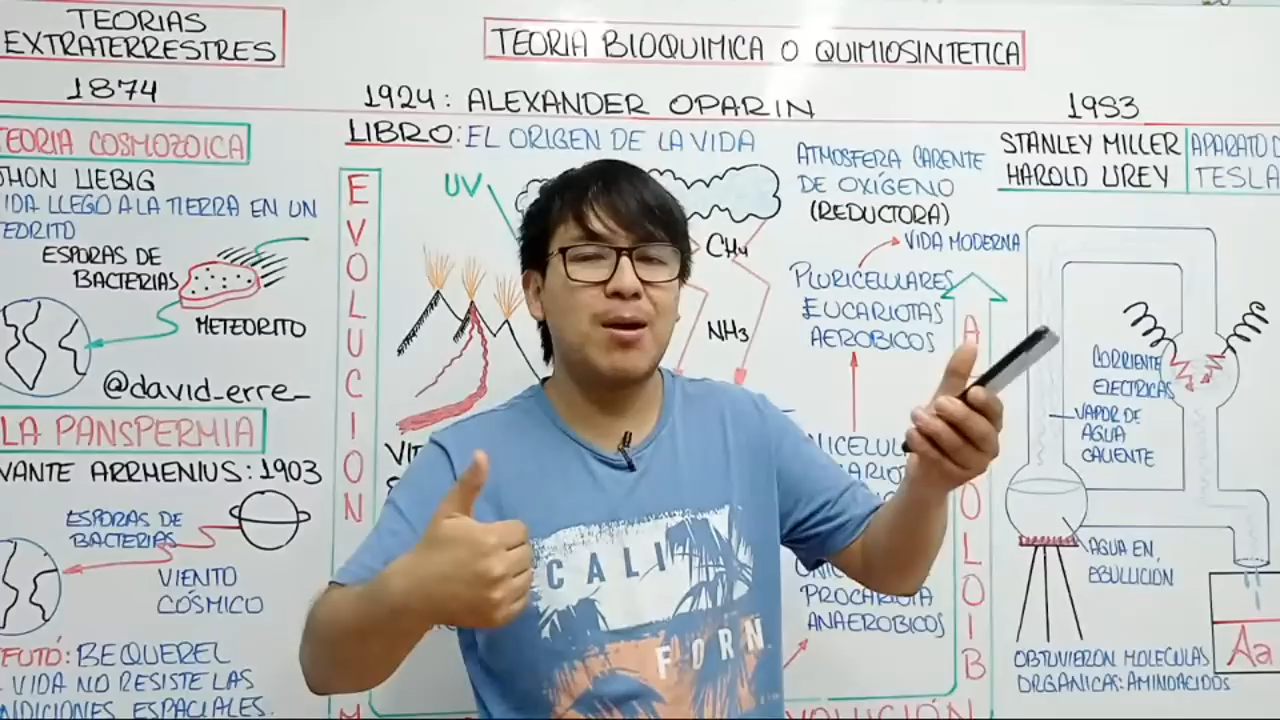 TEORIAS
EXTRATERRESTRES
1874
TEORIA COSMOZOICA
JHON LIEBIG
VIDA LLEGO A LA TIERRA EN UN
ESPORAS DE
BACTERIAS
METEORITO
@david_erre_
LA PANSPERMIA
ARRHENIUS: 1903
ESPORAS DE
BACTERIAS
VIENTO
CÓSMICO
BEQUEREL
VIDA NO RESISTE LAS
ESPACIALES.
TEORIA BIOQUIMICA O QUIMIOSINTETICA
1924: ALEXANDER OPARIN
LIBRO: EL ORIGEN DE LA VIDA
EVOLUCION
UV
CH4
NH3
ATMOSFERA CARENTE
DE OXÍGENO
(REDUCTORA)
VIDA MODERNA
PLURICELULARES
EUCARIOTAS
AEROBICOS
PROCARIOTA
ANAEROBICOS
CALI
FORN
1953
STANLEY MILLER
HAROLD UREY
APARATO D
TESLA
CORRIENTE
ELECTRICAS
VAPOR DE
AGUA
CALIENTE
AGUA EN
EBULLICION
Aa
OBTUVIERON MOLECULAS
ORGANICAS: AMINOACIDOS